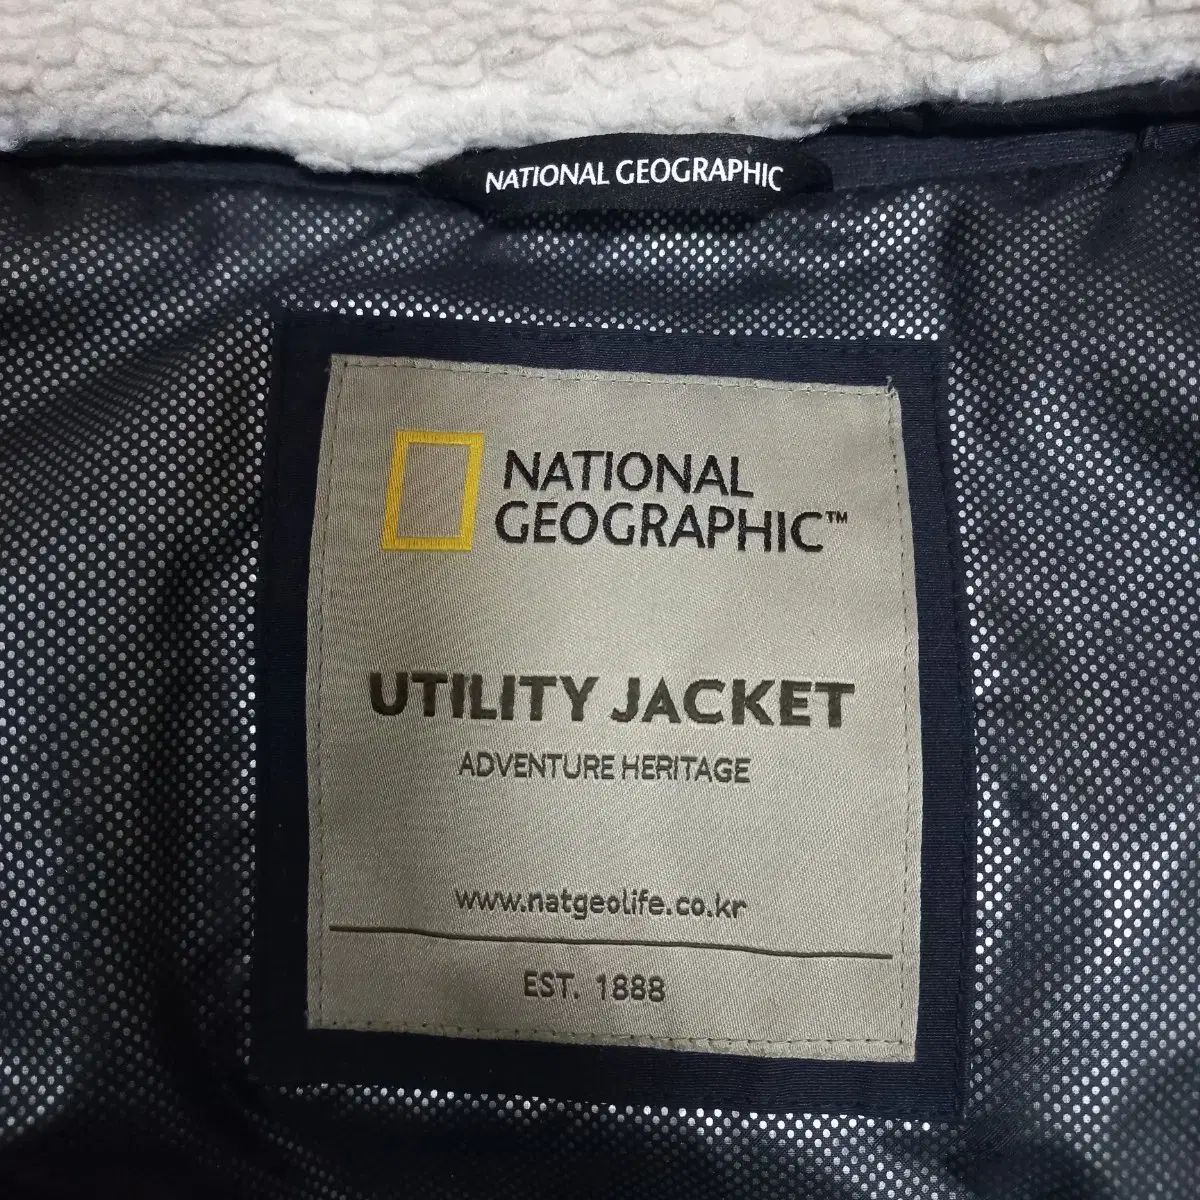 NATIONAL GEOGRAPHIC
NATIONAL
GEOGRAPHIC™
UTILITY JACKET
ADVENTURE HERITAGE
www.natgeolife.co.kr
EST. 1888